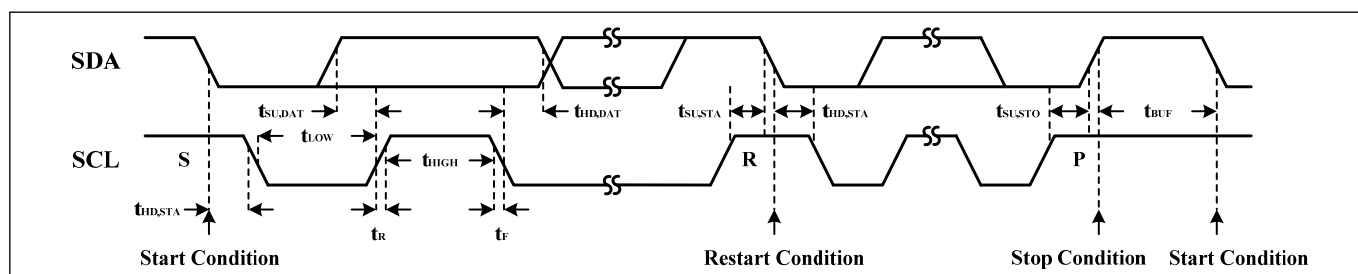 SDA
tSU,DAT
tHD,DAT
tSU,STA
tHD,STA
tSU,STO
tBUF
tLOW
SCL
S
tHIGH
R
P
tHD,STA
tR
tF
Start Condition
Restart Condition
Stop Condition
Start Condition